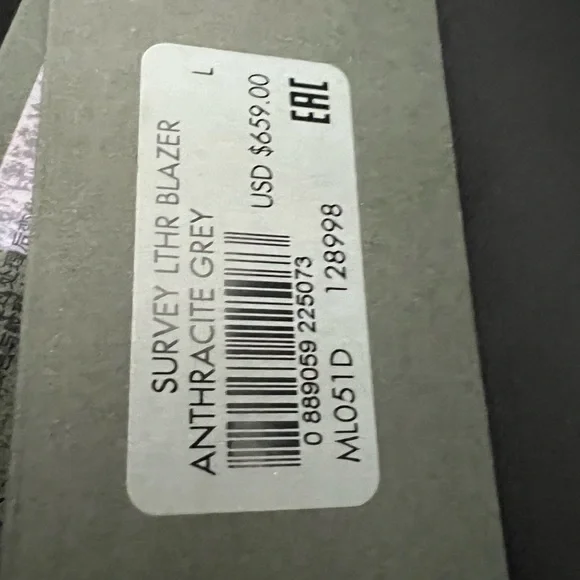 SURVEY LTHR BLAZER L
ANTHRACITE GREY
USD $659.00
0 889059 225073
ML051D 128998
EAC